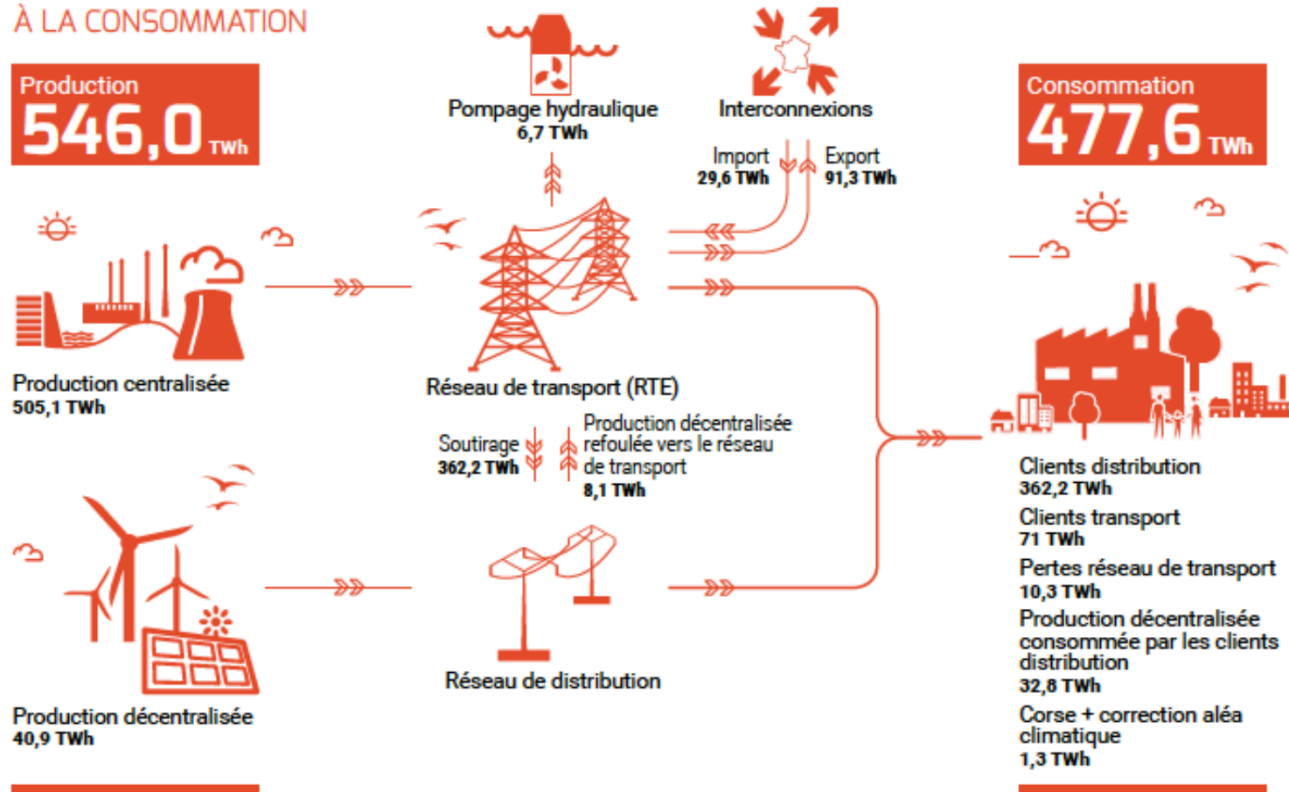 À LA CONSOMMATION
Production
546,0 TWh
Pompage hydraulique
6,7 TWh
Interconnexions
Import
29,6 TWh
Export
91,3 TWh
Consommation
477,6 TWh
Production centralisée
505,1 TWh
Réseau de transport (RTE)
Soutirage
362,2 TWh
Production décentralisée
refoulée vers le réseau
de transport
8,1 TWh
Réseau de distribution
Production décentralisée
40,9 TWh
Clients distribution
362,2 TWh
Clients transport
71 TWh
Pertes réseau de transport
10,3 TWh
Production décentralisée
consommée par les clients
distribution
32,8 TWh
Corse + correction aléa
climatique
1,3 TWh